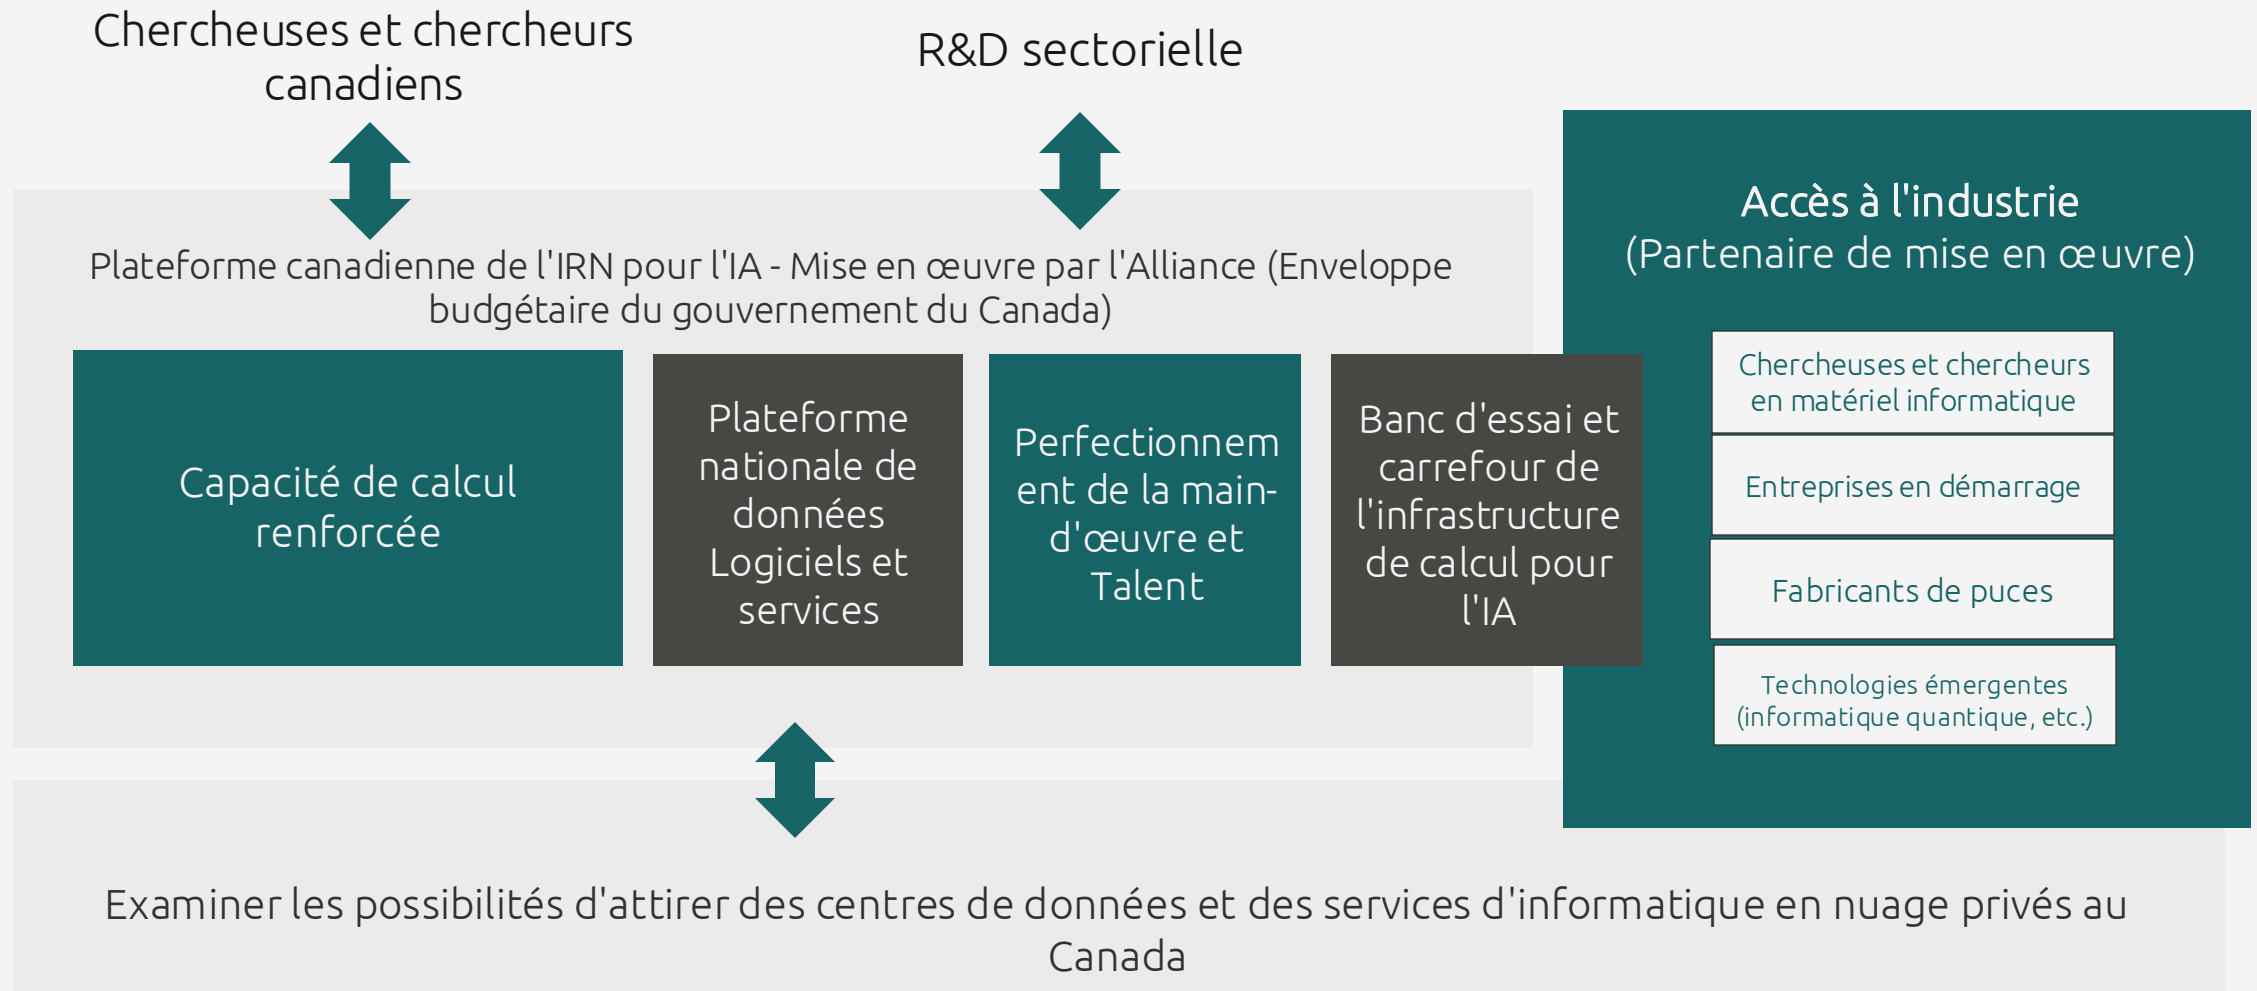 Chercheuses et chercheurs
canadiens
R&D sectorielle
Plateforme canadienne de l'IRN pour l'IA - Mise en œuvre par l'Alliance (Enveloppe
budgétaire du gouvernement du Canada)
Capacité de calcul
renforcée
Plateforme
nationale de
données
Logiciels et
services
Perfectionnem
ent de la main-
d'œuvre et
Talent
Banc d'essai et
carrefour de
l'infrastructure
de calcul pour
l'IA
Accès à l'industrie
(Partenaire de mise en œuvre)
Chercheuses et chercheurs
en matériel informatique
Entreprises en démarrage
Fabricants de puces
Technologies émergentes
(informatique quantique, etc.)
Examiner les possibilités d'attirer des centres de données et des services d'informatique en nuage privés au
Canada